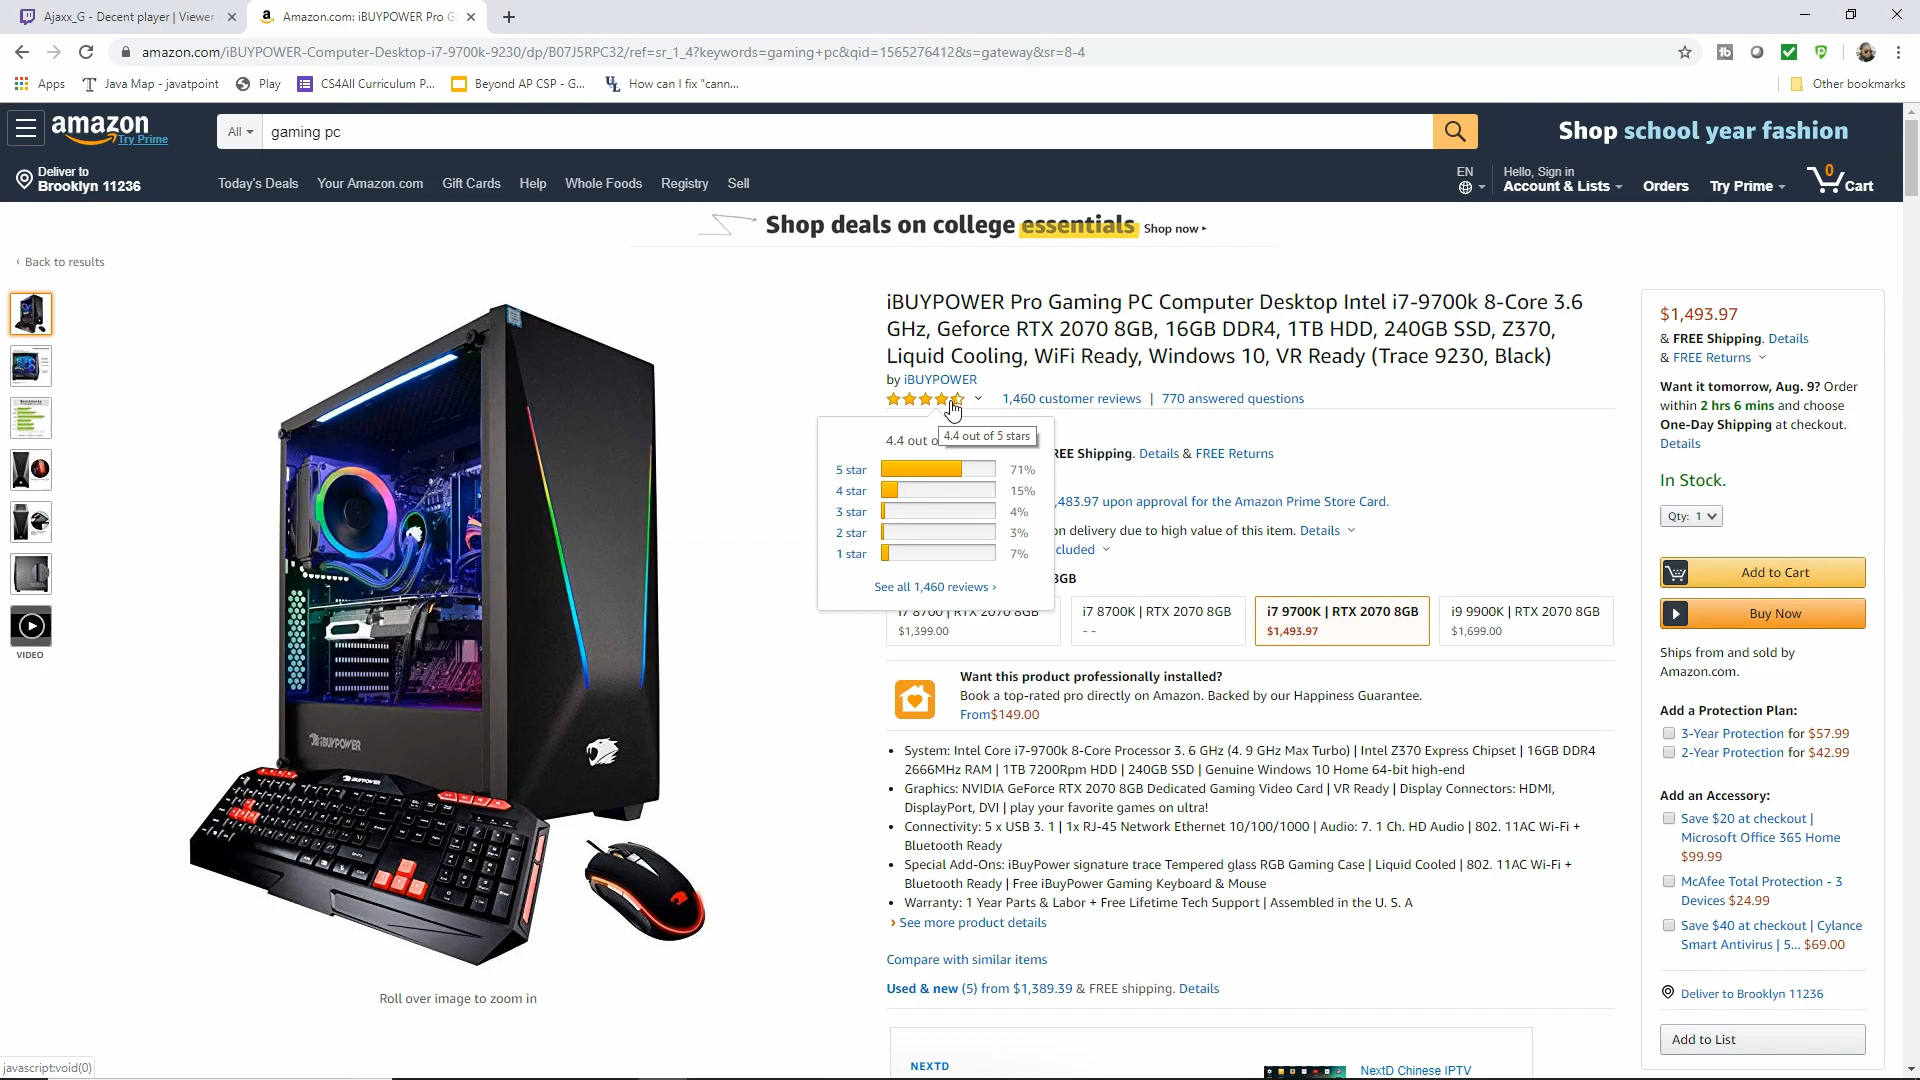 Ajaxx_G - Decent player | Viewer
Amazon.com: iBUYPOWER Pro G
amazon.com/iBUYPOWER-Computer-Desktop-i7-9700k-9230/dp/B07J5RPC32/ref=sr_1_4?keywords=gaming+pc&qid=1565276412&s=gateway&sr=8-4
Apps
Java Map - javatpoint
Play
CS4All Curriculum P...
Beyond AP CSP - G...
How can I fix "cann...
Other bookmarks
amazon
Try Prime
All
gaming pc
Shop school year fashion
Deliver to
Brooklyn 11236
Today's Deals
Your Amazon.com
Gift Cards
Help
Whole Foods
Registry
Sell
EN
Hello, Sign in
Account & Lists
Orders
Try Prime
0
Cart
Shop deals on college essentials Shop now
‹ Back to results
VIDEO
iBUYPOWER
iBUYPOWER
Roll over image to zoom in
iBUYPOWER Pro Gaming PC Computer Desktop Intel i7-9700k 8-Core 3.6
GHz, Geforce RTX 2070 8GB, 16GB DDR4, 1TB HDD, 240GB SSD, Z370,
Liquid Cooling, WiFi Ready, Windows 10, VR Ready (Trace 9230, Black)
by iBUYPOWER
1,460 customer reviews | 770 answered questions
4.4 out o
4.4 out of 5 stars
5 star 71%
4 star 15%
3 star 4%
2 star 3%
1 star 7%
See all 1,460 reviews ›
REE Shipping. Details & FREE Returns
,483.97 upon approval for the Amazon Prime Store Card.
on delivery due to high value of this item. Details
cluded
8GB
i7 8700 | RTX 2070 8GB
$1,399.00
i7 8700K | RTX 2070 8GB
- -
i7 9700K | RTX 2070 8GB
$1,493.97
i9 9900K | RTX 2070 8GB
$1,699.00
Want this product professionally installed?
Book a top-rated pro directly on Amazon. Backed by our Happiness Guarantee.
From$149.00
• System: Intel Core i7-9700k 8-Core Processor 3. 6 GHz (4. 9 GHz Max Turbo) | Intel Z370 Express Chipset | 16GB DDR4
2666MHz RAM | 1TB 7200Rpm HDD | 240GB SSD | Genuine Windows 10 Home 64-bit high-end
• Graphics: NVIDIA GeForce RTX 2070 8GB Dedicated Gaming Video Card | VR Ready | Display Connectors: HDMI,
DisplayPort, DVI | play your favorite games on ultra!
• Connectivity: 5 x USB 3. 1 | 1x RJ-45 Network Ethernet 10/100/1000 | Audio: 7. 1 Ch. HD Audio | 802. 11AC Wi-Fi +
Bluetooth Ready
• Special Add-Ons: iBuyPower signature trace Tempered glass RGB Gaming Case | Liquid Cooled | 802. 11AC Wi-Fi +
Bluetooth Ready | Free iBuyPower Gaming Keyboard & Mouse
• Warranty: 1 Year Parts & Labor + Free Lifetime Tech Support | Assembled in the U. S. A
› See more product details
Compare with similar items
Used & new (5) from $1,389.39 & FREE shipping. Details
NEXTD
NextD Chinese IPTV
$1,493.97
& FREE Shipping. Details
& FREE Returns
Want it tomorrow, Aug. 9? Order
within 2 hrs 6 mins and choose
One-Day Shipping at checkout.
Details
In Stock.
Qty: 1
Add to Cart
Buy Now
Ships from and sold by
Amazon.com.
Add a Protection Plan:
3-Year Protection for $57.99
2-Year Protection for $42.99
Add an Accessory:
Save $20 at checkout |
Microsoft Office 365 Home
$99.99
McAfee Total Protection - 3
Devices $24.99
Save $40 at checkout | Cylance
Smart Antivirus | 5... $69.00
Deliver to Brooklyn 11236
Add to List
javascript:void(0)